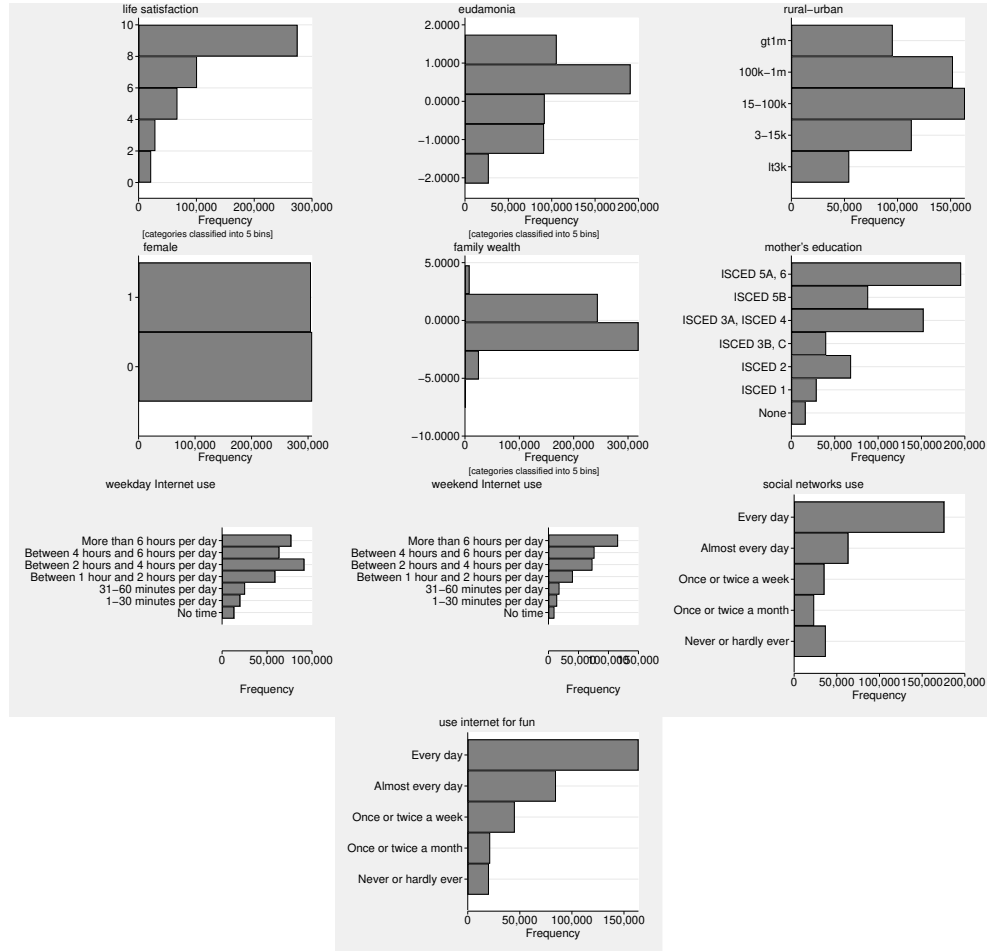 life satisfaction
10
8
6
4
2
0
0
100,000
200,000
300,000
Frequency
[categories classified into 5 bins]
eudamonia
2.0000
1.0000
0.0000
−1.0000
−2.0000
0
50,000
100,000
150,000
200,000
Frequency
[categories classified into 5 bins]
rural−urban
gt1m
100k−1m
15−100k
3−15k
lt3k
0
50,000
100,000
150,000
Frequency
female
1
0
0
100,000
200,000
300,000
Frequency
family wealth
5.0000
0.0000
−5.0000
−10.0000
0
100,000
200,000
300,000
Frequency
[categories classified into 5 bins]
mother's education
ISCED 5A, 6
ISCED 5B
ISCED 3A, ISCED 4
ISCED 3B, C
ISCED 2
ISCED 1
None
0
50,000
100,000
150,000
200,000
Frequency
weekday Internet use
More than 6 hours per day
Between 4 hours and 6 hours per day
Between 2 hours and 4 hours per day
Between 1 hour and 2 hours per day
31−60 minutes per day
1−30 minutes per day
No time
0
50,000
100,000
Frequency
weekend Internet use
More than 6 hours per day
Between 4 hours and 6 hours per day
Between 2 hours and 4 hours per day
Between 1 hour and 2 hours per day
31−60 minutes per day
1−30 minutes per day
No time
0
50,000
100,000
150,000
Frequency
social networks use
Every day
Almost every day
Once or twice a week
Once or twice a month
Never or hardly ever
0
50,000
100,000
150,000
200,000
Frequency
use internet for fun
Every day
Almost every day
Once or twice a week
Once or twice a month
Never or hardly ever
0
50,000
100,000
150,000
Frequency